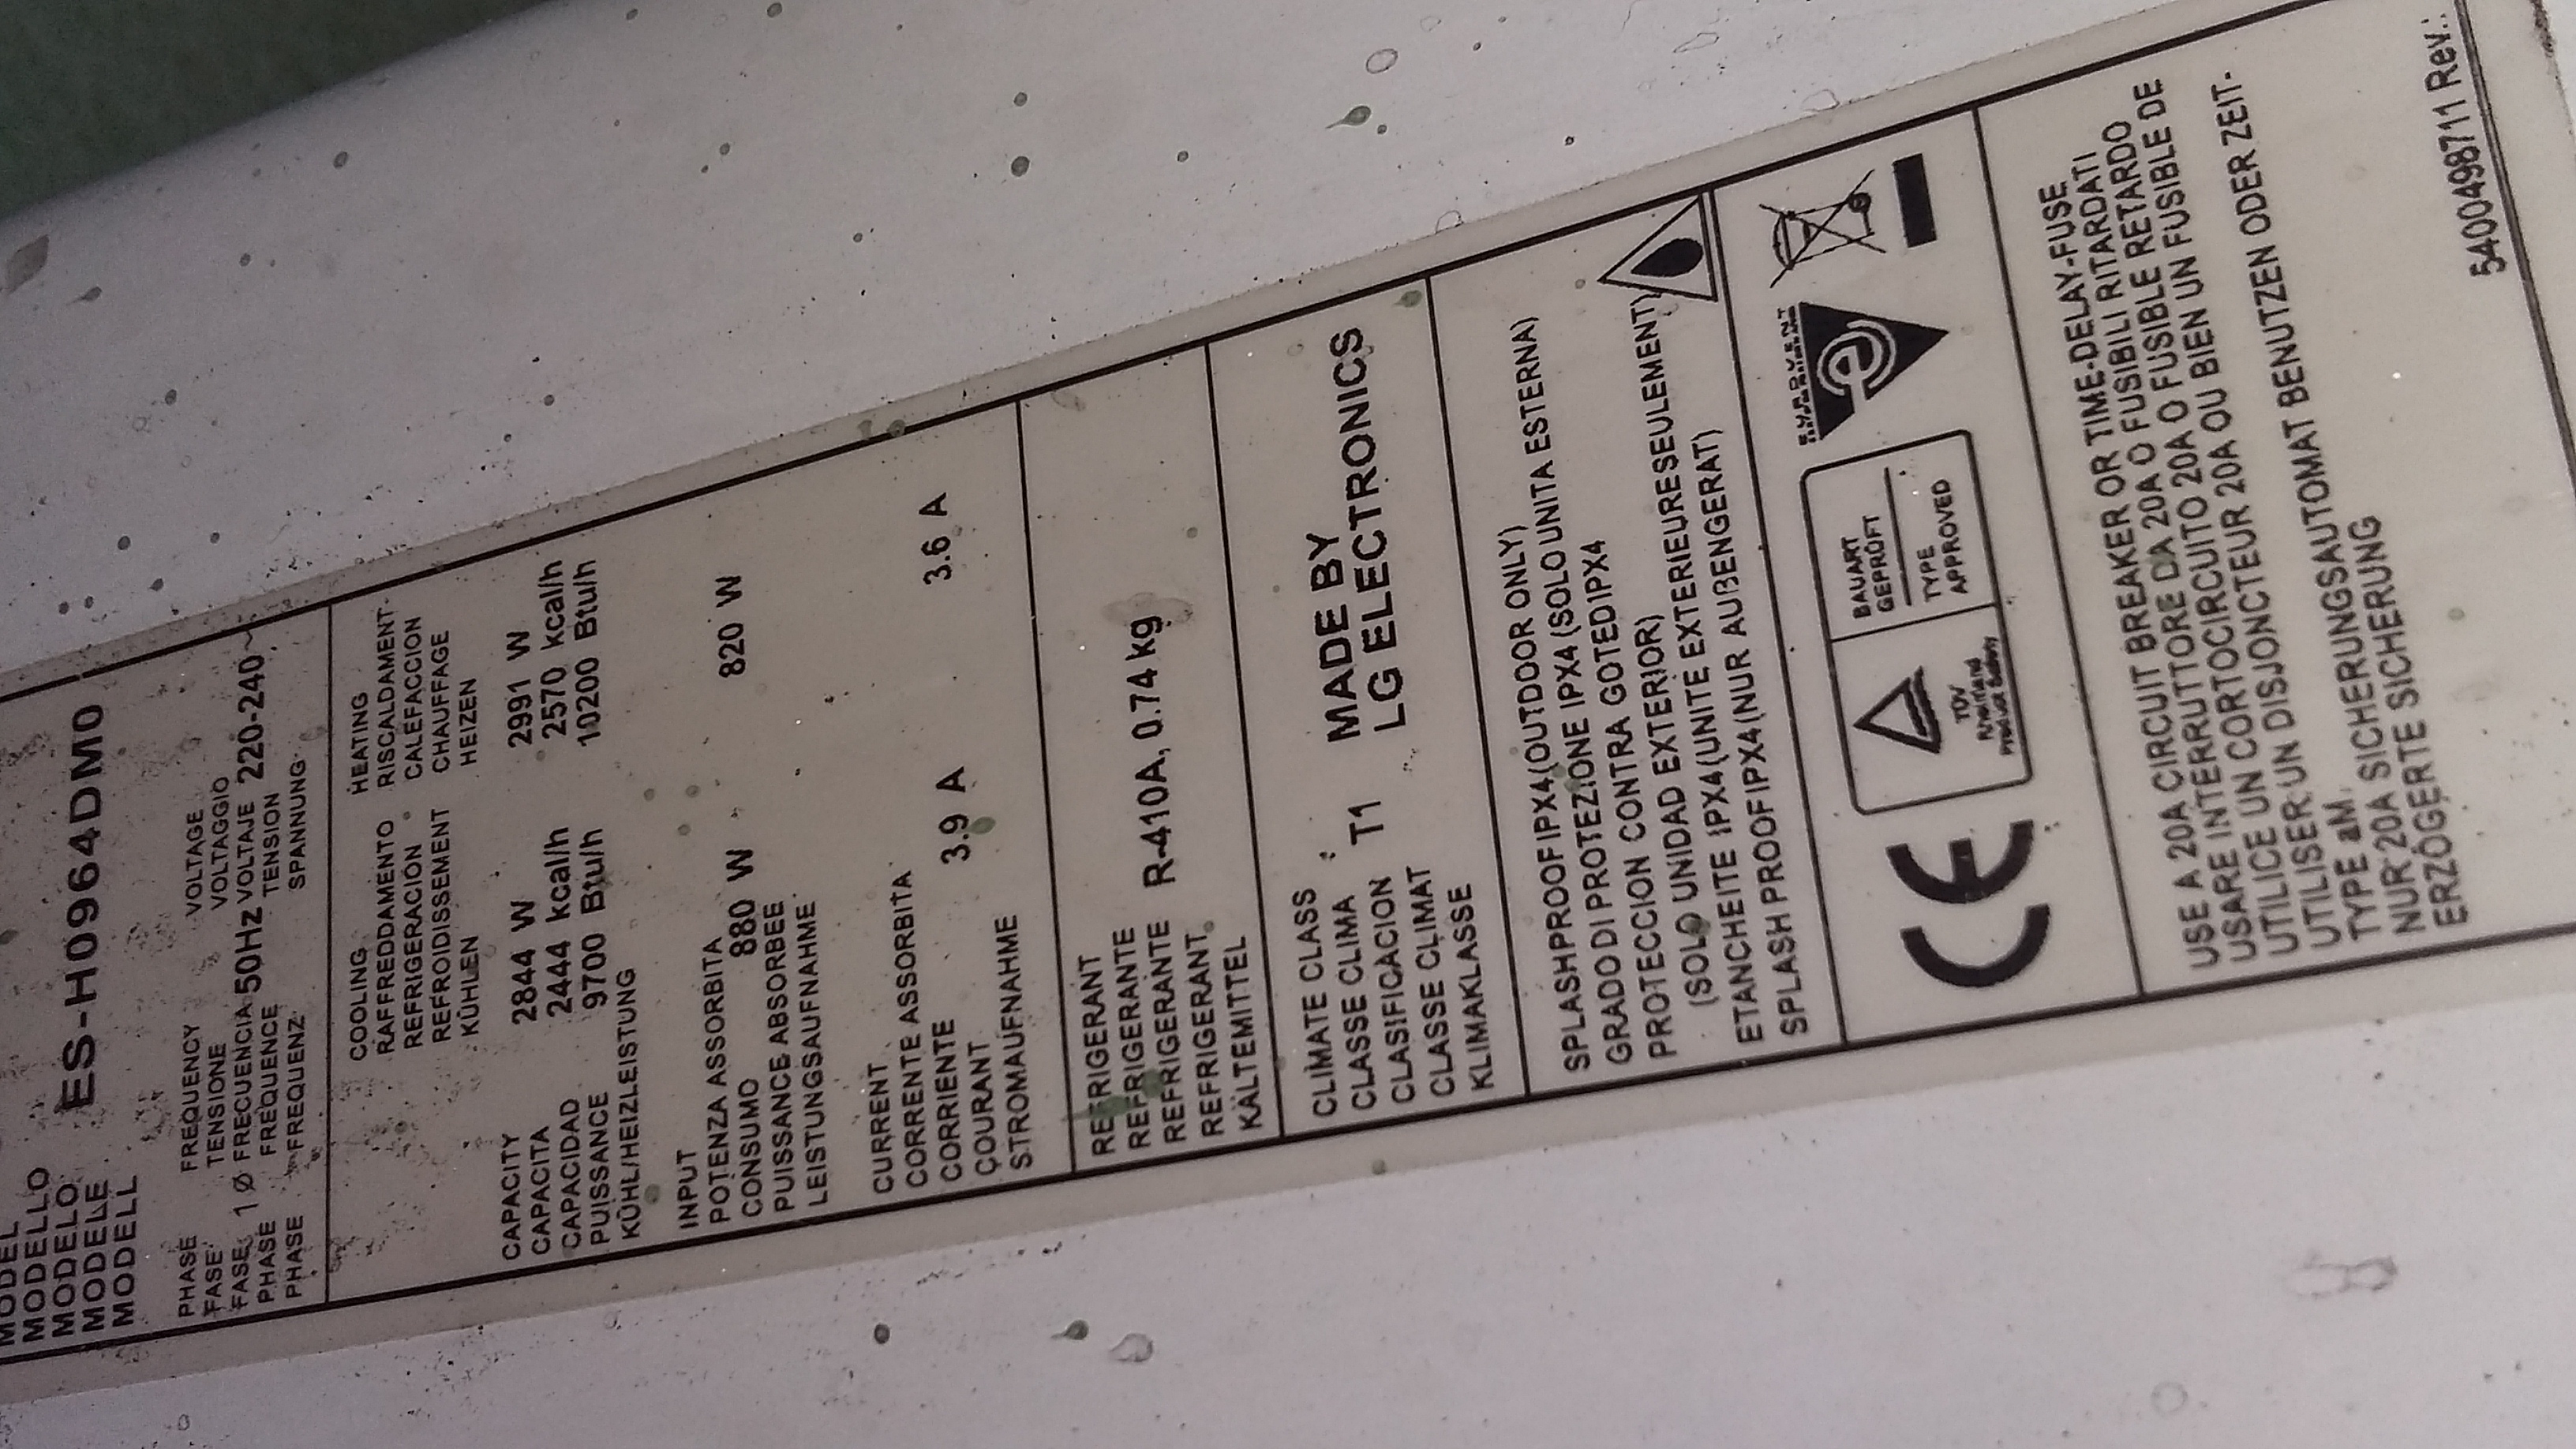 MODEL
MODELLO
MODELO ES-H0964DM0
MODELE
MODELL
PHASE FREQUENCY VOLTAGE
FASE TENSIONE VOLTAGGIO
FASE 1 Ø FRECUENCIA 50Hz VOLTAJE 220-240~
PHASE FREQUENCE TENSION
PHASE FREQUENZ SPANNUNG
COOLING HEATING
RAFFREDDAMENTO RISCALDAMENT
REFRIGERACION CALEFACCION
REFROIDISSEMENT CHAUFFAGE
KÜHLEN HEIZEN
CAPACITY 2844 W 2991 W
CAPACITA 2444 kcal/h 2570 kcal/h
CAPACIDAD 9700 Btu/h 10200 Btu/h
PUISSANCE
KÜHL/HEIZLEISTUNG
INPUT
POTENZA ASSORBITA
CONSUMO 880 W 820 W
PUISSANCE ABSORBEE
LEISTUNGSAUFNAHME
CURRENT
CORRENTE ASSORBITA
CORRIENTE 3.9 A 3.6 A
COURANT
STROMAUFNAHME
REFRIGERANT
REFRIGERANTE
REFRIGERANTE R-410A, 0.74 kg
REFRIGERANT
KÄLTEMITTEL
CLIMATE CLASS :
CLASSE CLIMA T1 MADE BY
CLASIFICACION LG ELECTRONICS
CLASSE CLIMAT
KLIMAKLASSE
SPLASHPROOF IPX4(OUTDOOR ONLY)
GRADO DI PROTEZIONE IPX4 (SOLO UNITA ESTERNA)
PROTECCION CONTRA GOTEDIPX4
(SOLO UNIDAD EXTERIOR)
ETANCHEITE IPX4(UNITE EXTERIEURESEULEMENT)
SPLASH PROOF IPX4(NUR AUßENGERAT)
CE
TÜV
Rheinland
Product Safety
BAUART
GEPRÜFT
TYPE
APPROVED
USE A 20A CIRCUIT BREAKER OR TIME-DELAY-FUSE
USARE INTERRUTTORE DA 20A O FUSIBILI RITARDATI
UTILICE UN CORTOCIRCUITO 20A O FUSIBLE RETARDO
UTILISER UN DISJONCTEUR 20A OU BIEN UN FUSIBLE DE
TYPE aM.
NUR 20A SICHERUNGSAUTOMAT BENUTZEN ODER ZEIT-
ERZÖGERTE SICHERUNG
5400498711 Rev.: